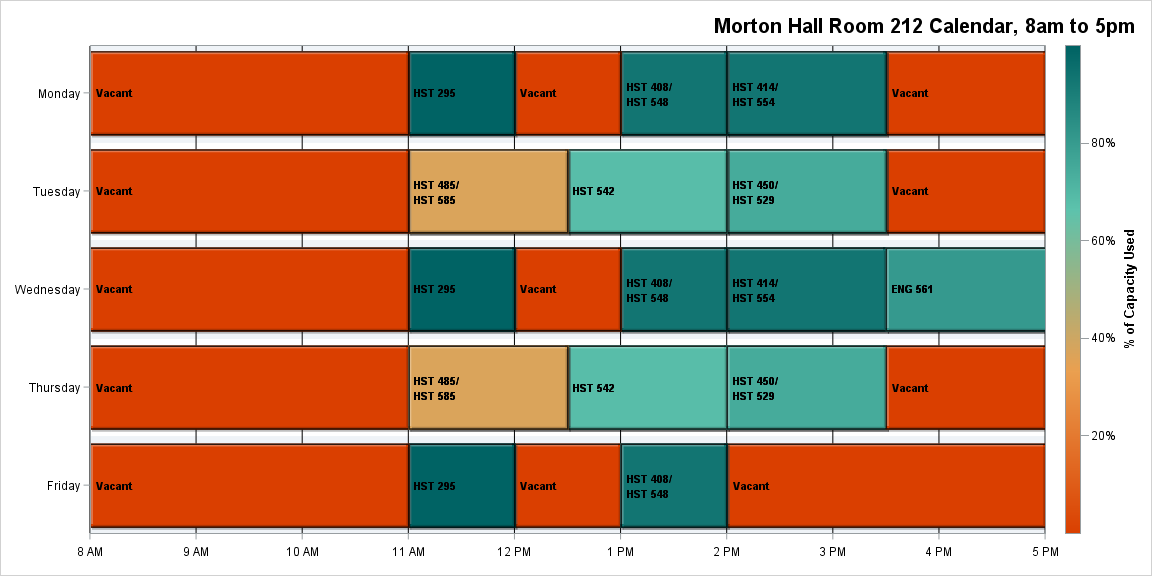 Morton Hall Room 212 Calendar, 8am to 5pm
Monday
Vacant
HST 295
Vacant
HST 408/
HST 548
HST 414/
HST 554
Vacant
Tuesday
Vacant
HST 485/
HST 585
HST 542
HST 450/
HST 529
Vacant
Wednesday
Vacant
HST 295
Vacant
HST 408/
HST 548
HST 414/
HST 554
ENG 561
Thursday
Vacant
HST 485/
HST 585
HST 542
HST 450/
HST 529
Vacant
Friday
Vacant
HST 295
Vacant
HST 408/
HST 548
Vacant
8 AM
9 AM
10 AM
11 AM
12 PM
1 PM
2 PM
3 PM
4 PM
5 PM
80%
60%
40%
20%
% of Capacity Used